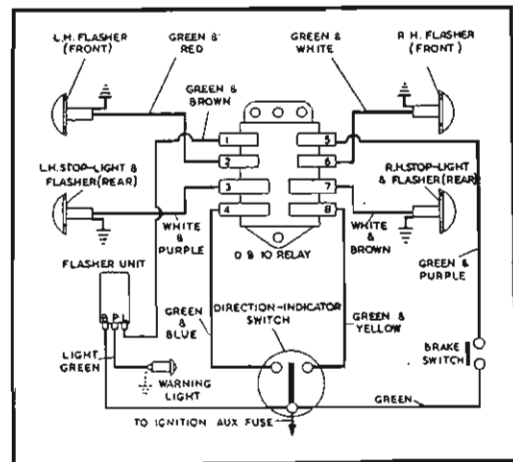 L.H. FLASHER
(FRONT)
GREEN &
RED
GREEN &
WHITE
R.H. FLASHER
(FRONT)
GREEN &
BROWN
1
5
2
6
3
7
4
8
L.H. STOP-LIGHT &
FLASHER (REAR)
R.H. STOP-LIGHT
& FLASHER (REAR)
WHITE
&
PURPLE
D B 10 RELAY
WHITE
&
BROWN
FLASHER UNIT
B P L
GREEN
& BLUE
DIRECTION-INDICATOR
SWITCH
GREEN &
YELLOW
GREEN &
PURPLE
BRAKE
SWITCH
LIGHT
GREEN
WARNING
LIGHT
GREEN
TO IGNITION AUX FUSE